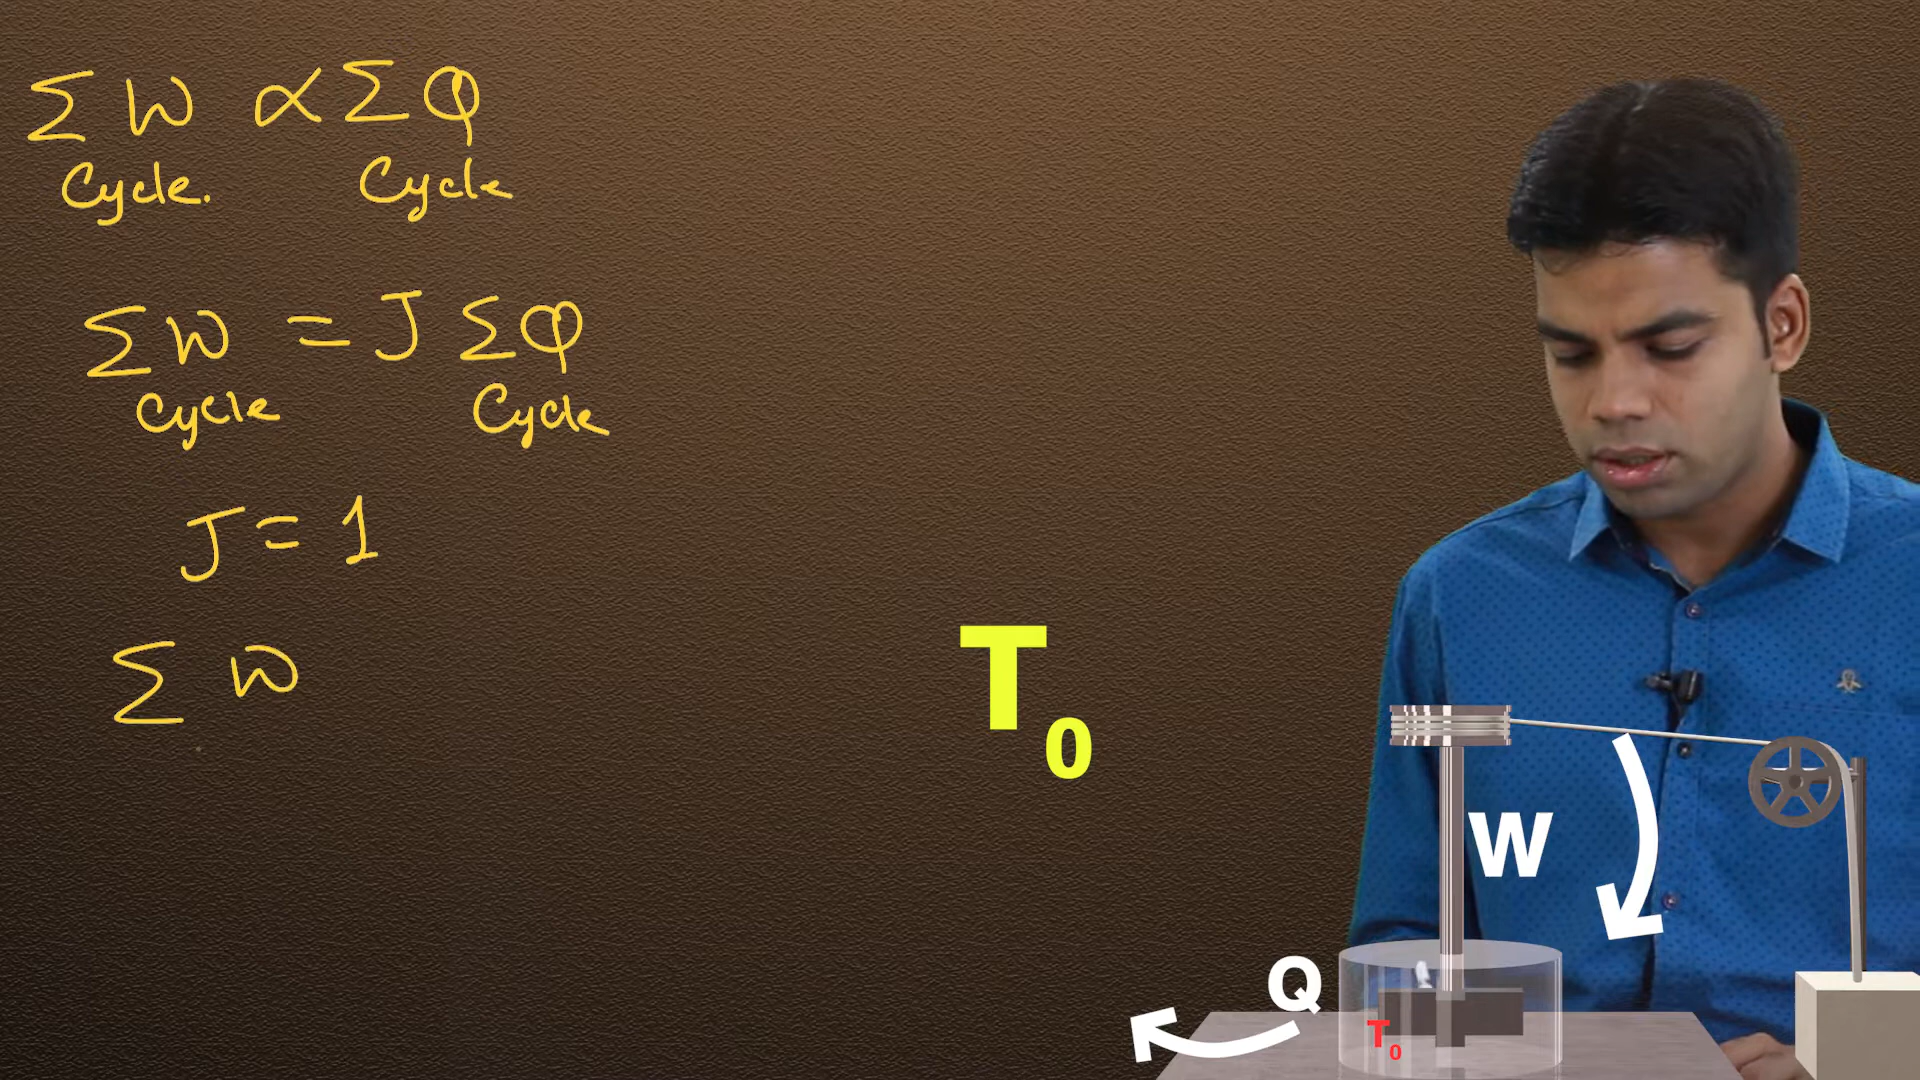 Σ W ∝ Σ Q
Cycle. Cycle
Σ W = J Σ Q
Cycle Cycle
J = 1
Σ W
T0
W
Q
T0